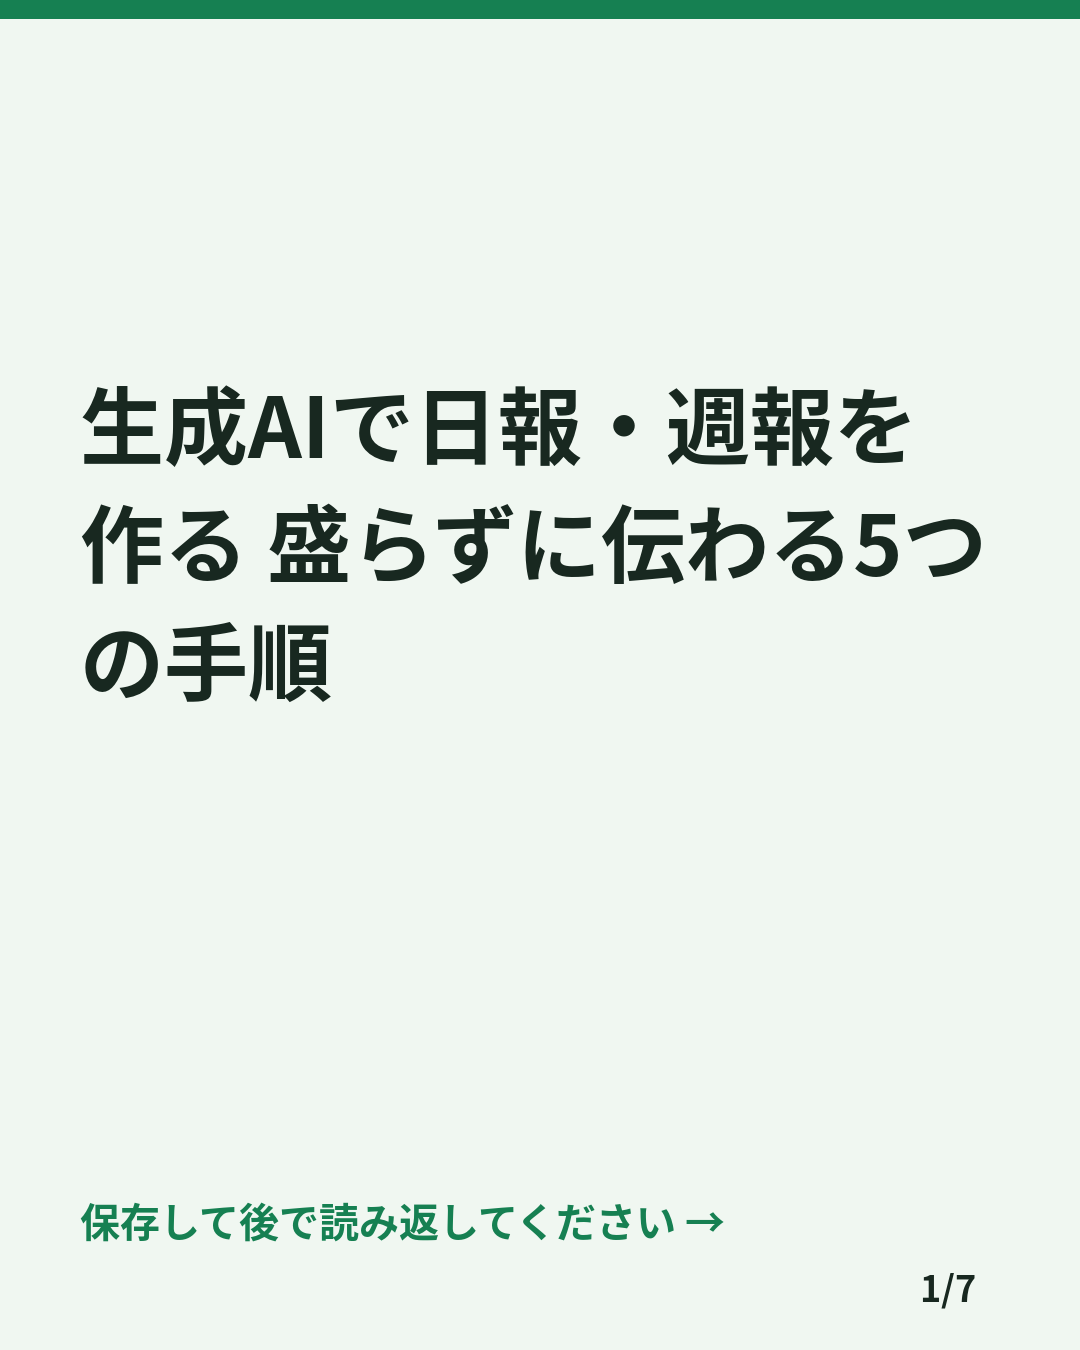 生成AIで日報・週報を
作る 盛らずに伝わる5つ
の手順
保存して後で読み返してください →
1/7